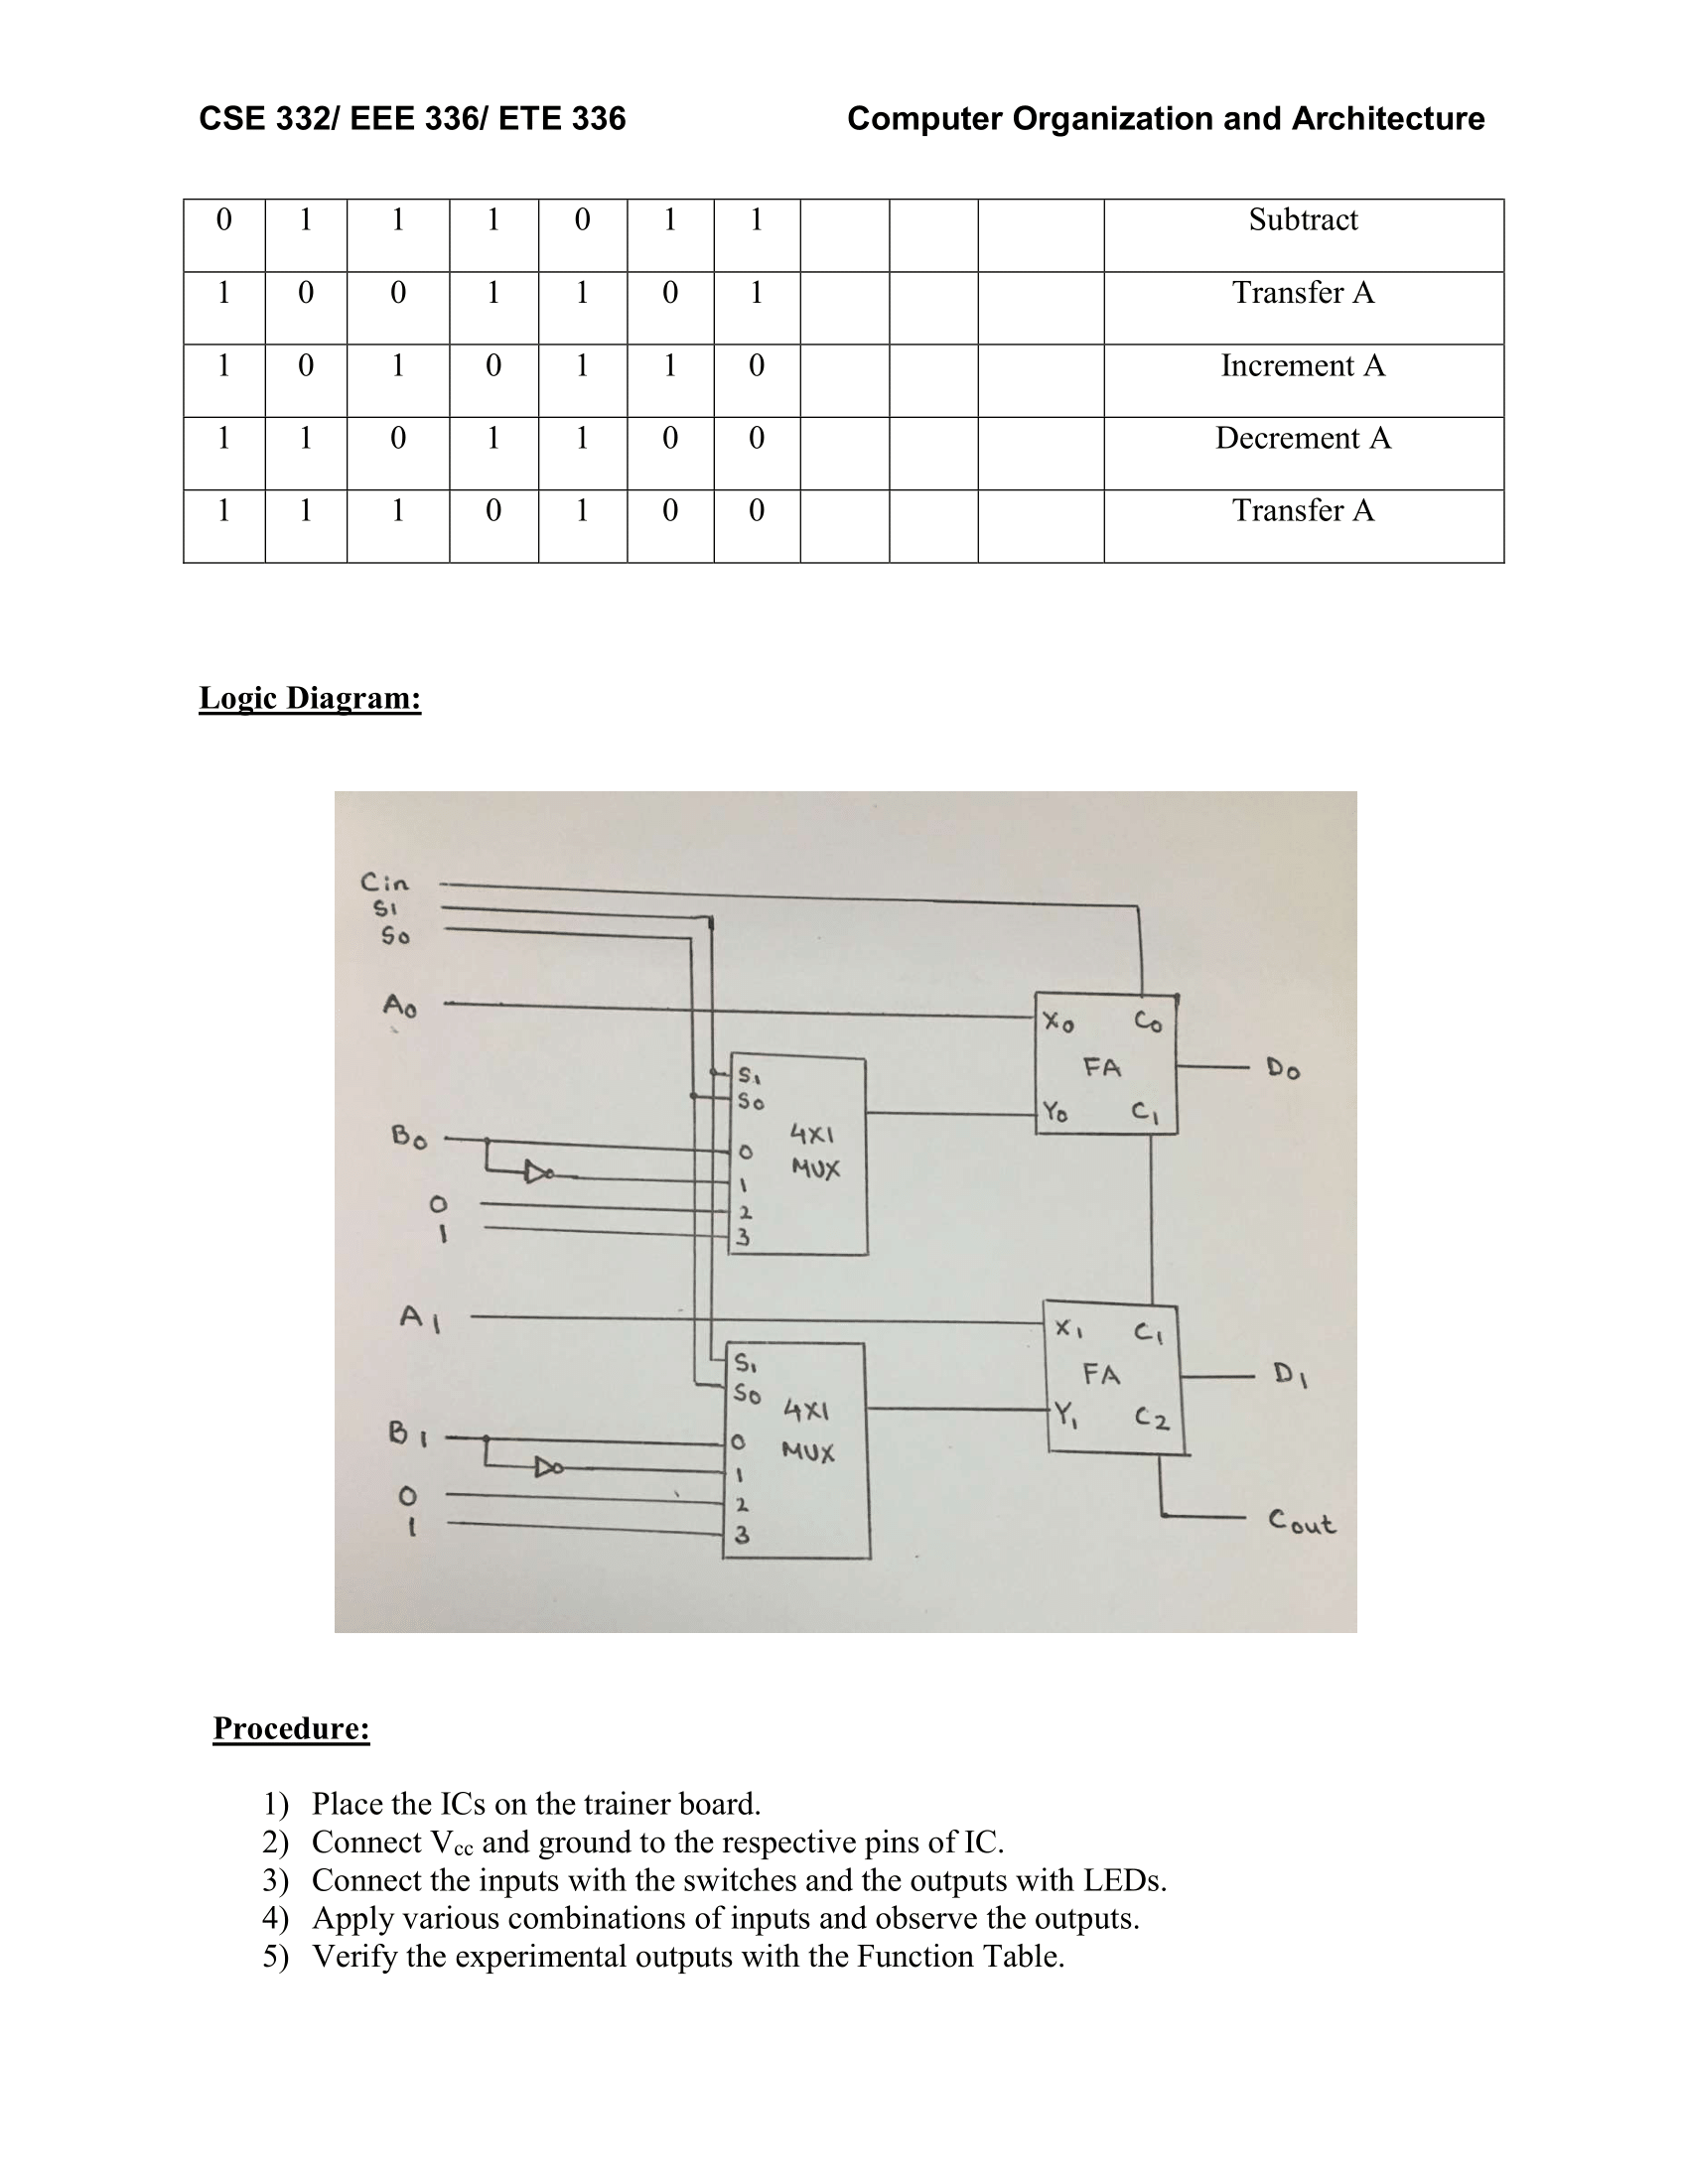 CSE 332/ EEE 336/ ETE 336 Computer Organization and Architecture
0 1 1 1 0 1 1 Subtract
1 0 0 1 1 0 1 Transfer A
1 0 1 0 1 1 0 Increment A
1 1 0 1 1 0 0 Decrement A
1 1 1 0 1 0 0 Transfer A
Logic Diagram:
Cin
S1
S0
A0
X0 C0
FA
D0
Y0 C1
S1
S0
4X1
MUX
B0
0
1
2
3
0
1
A1
X1 C1
FA
D1
Y1 C2
S1
S0
4X1
MUX
B1
0
1
2
3
0
1
Cout
Procedure:
1) Place the ICs on the trainer board.
2) Connect Vcc and ground to the respective pins of IC.
3) Connect the inputs with the switches and the outputs with LEDs.
4) Apply various combinations of inputs and observe the outputs.
5) Verify the experimental outputs with the Function Table.